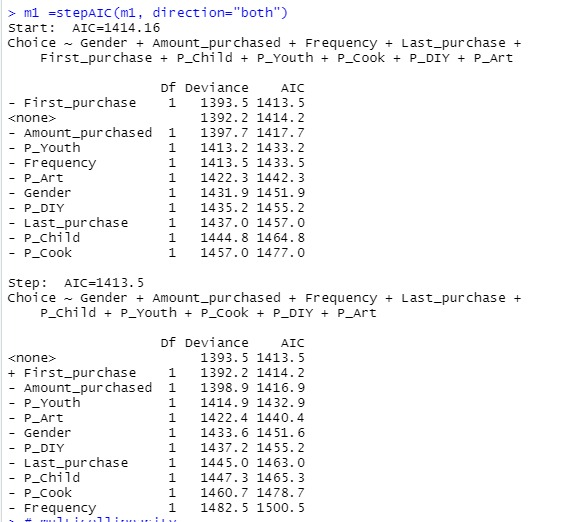 > m1 =stepAIC(m1, direction="both")
Start:  AIC=1414.16
Choice ~ Gender + Amount_purchased + Frequency + Last_purchase +
    First_purchase + P_Child + P_Youth + P_Cook + P_DIY + P_Art

                   Df Deviance    AIC
- First_purchase    1   1393.5 1413.5
<none>                  1392.2 1414.2
- Amount_purchased  1   1397.7 1417.7
- P_Youth           1   1413.2 1433.2
- Frequency         1   1413.5 1433.5
- P_Art             1   1422.3 1442.3
- Gender            1   1431.9 1451.9
- P_DIY             1   1435.2 1455.2
- Last_purchase     1   1437.0 1457.0
- P_Child           1   1444.8 1464.8
- P_Cook            1   1457.0 1477.0

Step:  AIC=1413.5
Choice ~ Gender + Amount_purchased + Frequency + Last_purchase +
    P_Child + P_Youth + P_Cook + P_DIY + P_Art

                   Df Deviance    AIC
<none>                  1393.5 1413.5
+ First_purchase    1   1392.2 1414.2
- Amount_purchased  1   1398.9 1416.9
- P_Youth           1   1414.9 1432.9
- P_Art             1   1422.4 1440.4
- Gender            1   1433.6 1451.6
- P_DIY             1   1437.2 1455.2
- Last_purchase     1   1445.0 1463.0
- P_Child           1   1447.3 1465.3
- P_Cook            1   1460.7 1478.7
- Frequency         1   1482.5 1500.5